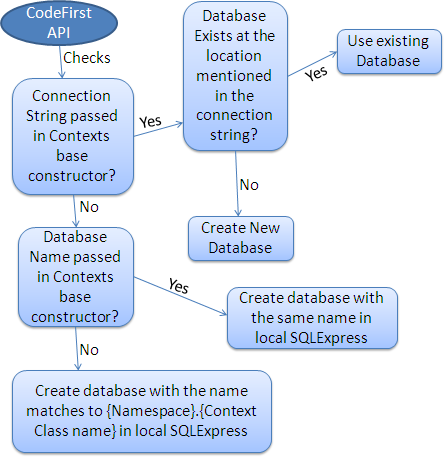 CodeFirst
API
Checks
Connection
String passed
in Contexts
base
constructor?
Yes
Database
Exists at the
location
mentioned
in the
connection
string?
Yes
Use existing
Database
No
Create New
Database
No
Database
Name passed
in Contexts
base
constructor?
Yes
Create database with
the same name in
local SQLExpress
No
Create database with the name
matches to {Namespace}.{Context
Class name} in local SQLExpress